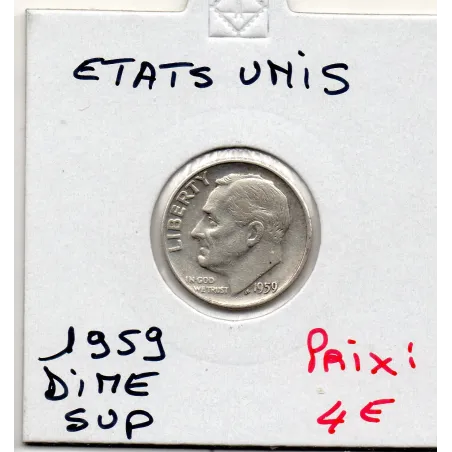 ETATS UNIS
LIBERTY
IN GOD
WE TRUST
1959
1959
DIME
SUP
Prix :
4€